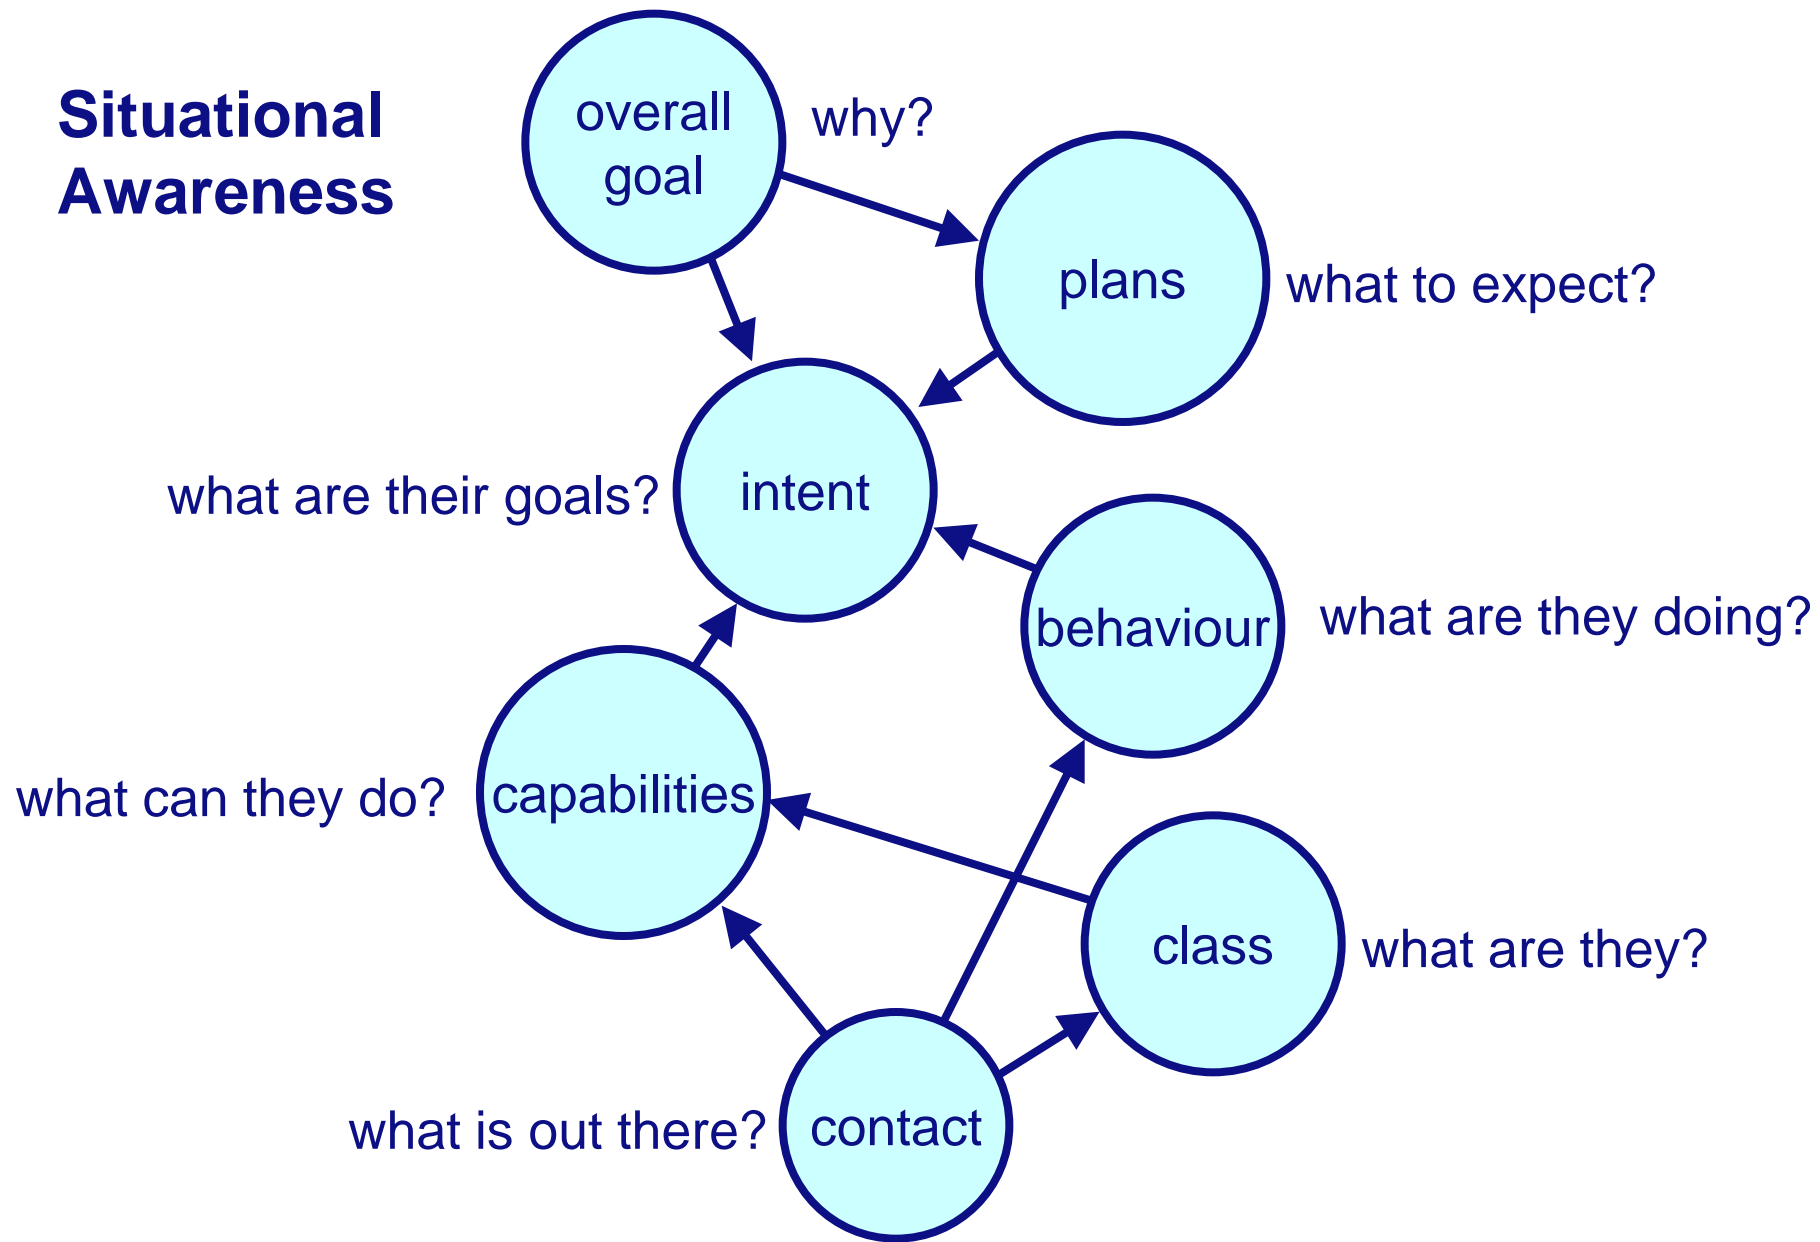 Situational
Awareness
overall
goal
why?
plans
what to expect?
what are their goals?
intent
behaviour
what are they doing?
what can they do?
capabilities
class
what are they?
what is out there?
contact